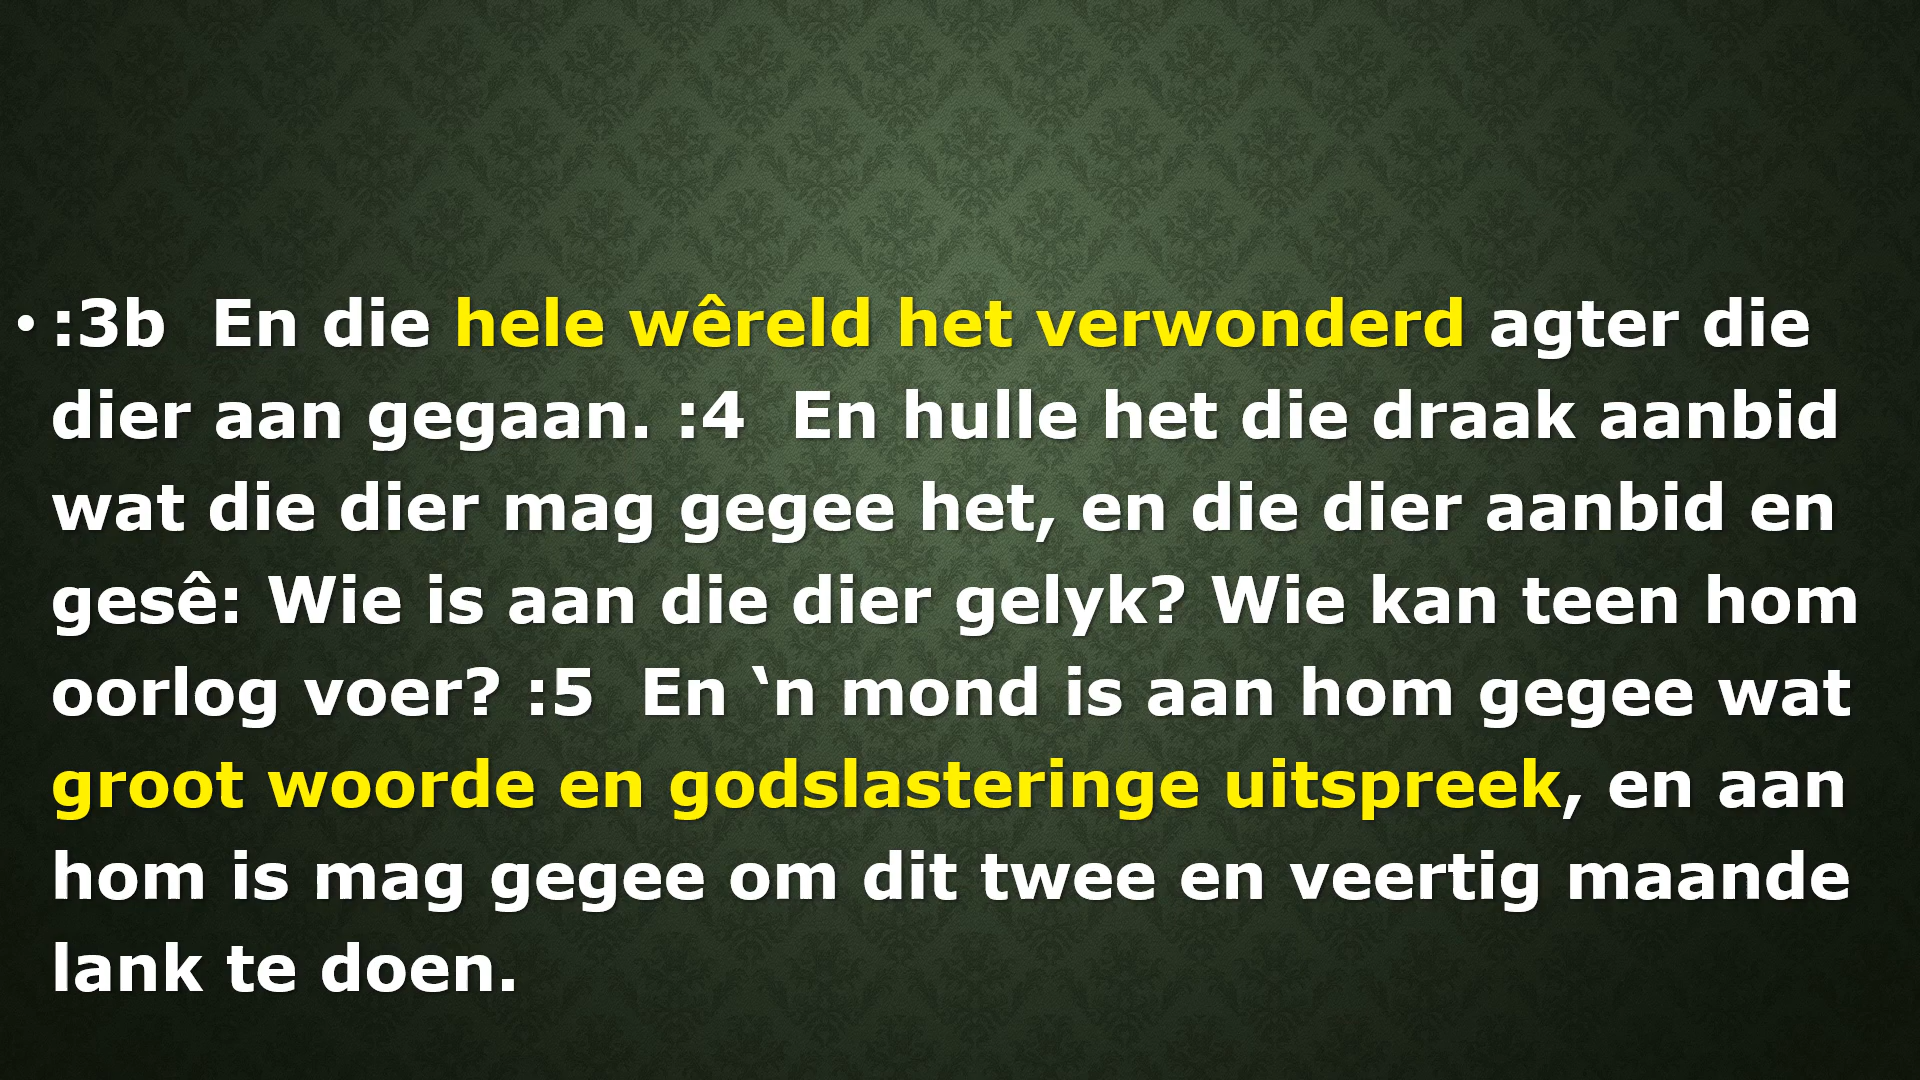 • :3b  En die hele wêreld het verwonderd agter die
dier aan gegaan. :4  En hulle het die draak aanbid
wat die dier mag gegee het, en die dier aanbid en
gesê: Wie is aan die dier gelyk? Wie kan teen hom
oorlog voer? :5  En ‘n mond is aan hom gegee wat
groot woorde en godslasteringe uitspreek, en aan
hom is mag gegee om dit twee en veertig maande
lank te doen.